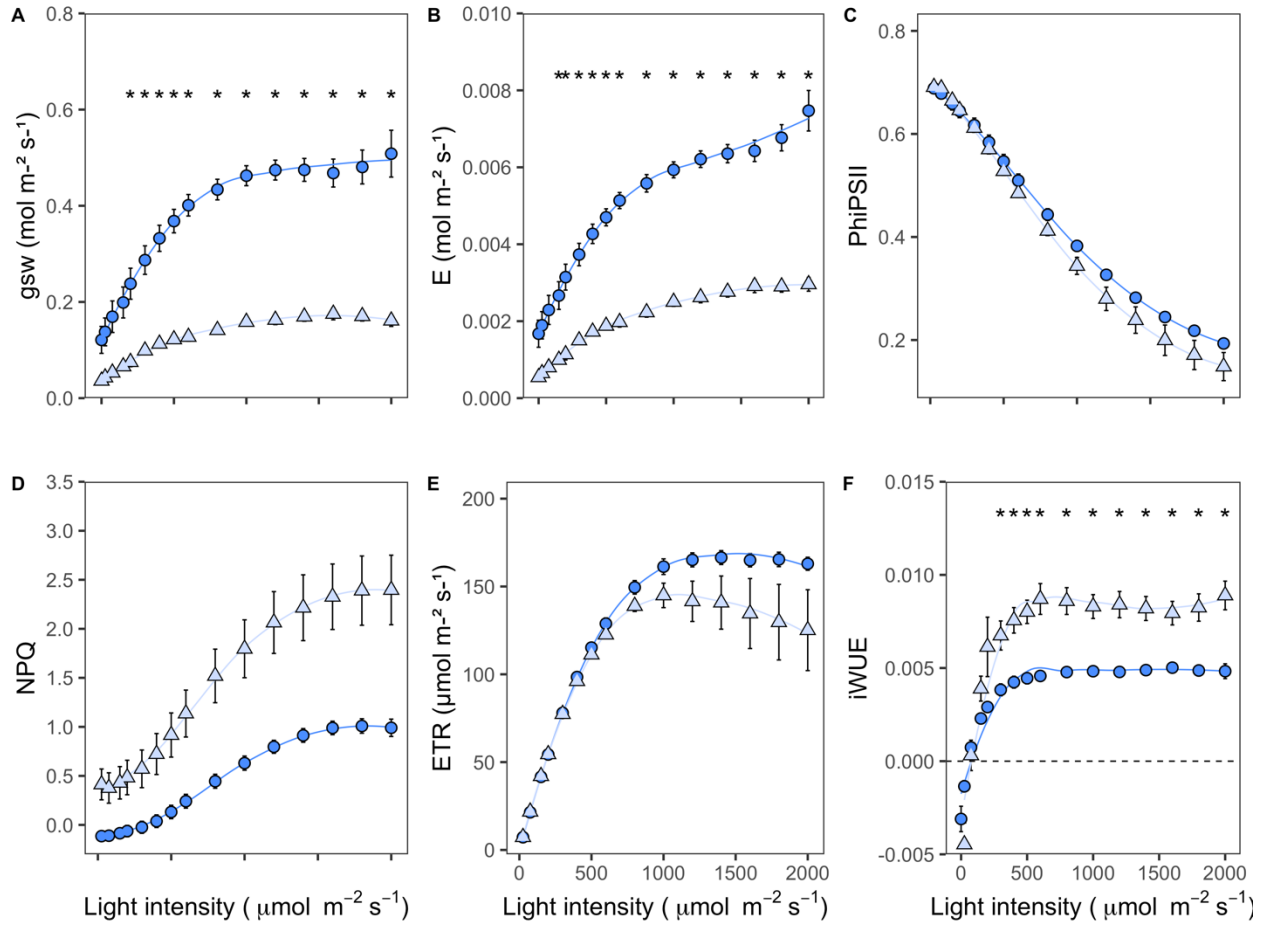 A
B
C
0.8
0.6
0.4
0.2
0.0
gsw (mol m-² s-¹)
* * * * * * * * * * * *
0.010
0.008
0.006
0.004
0.002
0.000
E (mol m-² s-¹)
* * * * * * * * * * * * * *
0.8
0.6
0.4
0.2
PhiPSII
D
E
F
3.5
3.0
2.5
2.0
1.5
1.0
0.5
0.0
NPQ
Light intensity ( μmol m⁻² s⁻¹)
200
150
100
50
0
ETR (μmol m-² s-¹)
0 500 1000 1500 2000
Light intensity ( μmol m⁻² s⁻¹)
0.015
0.010
0.005
0.000
-0.005
iWUE
* * * * * * * * * * *
0 500 1000 1500 2000
Light intensity ( μmol m⁻² s⁻¹)